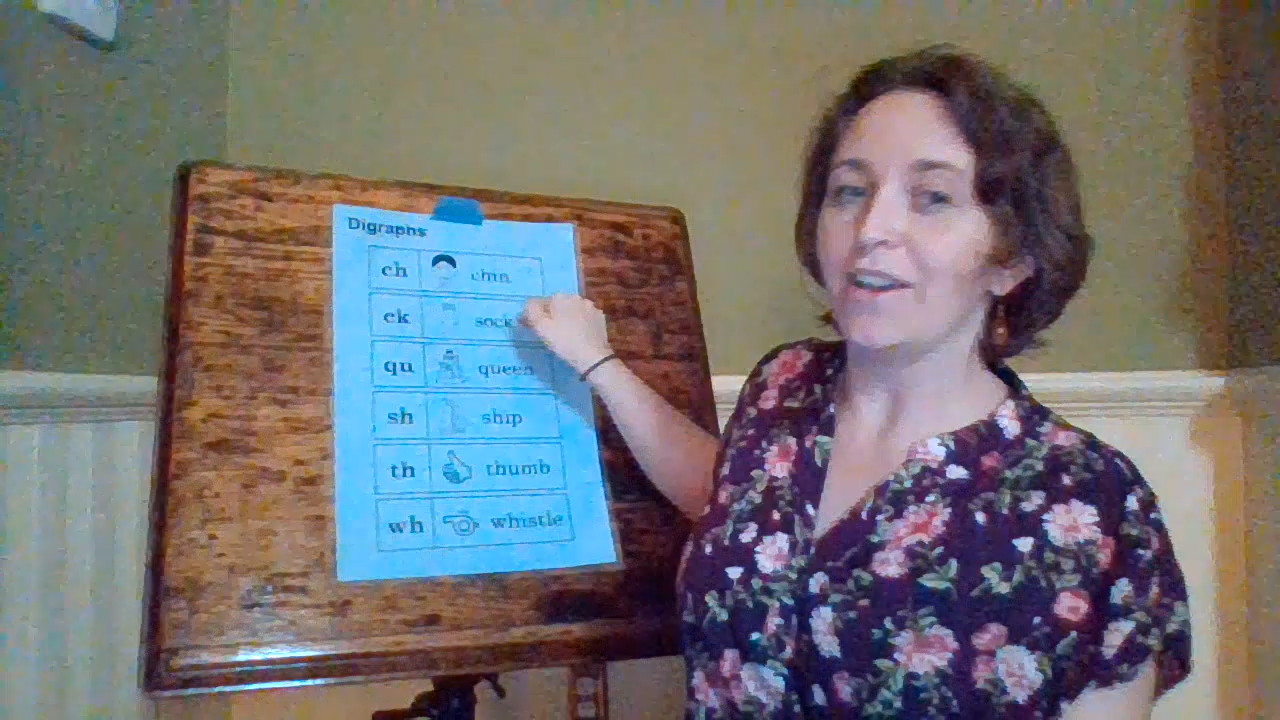 Digraphs
ch chin
ck sock
qu queen
sh ship
th thumb
wh whistle